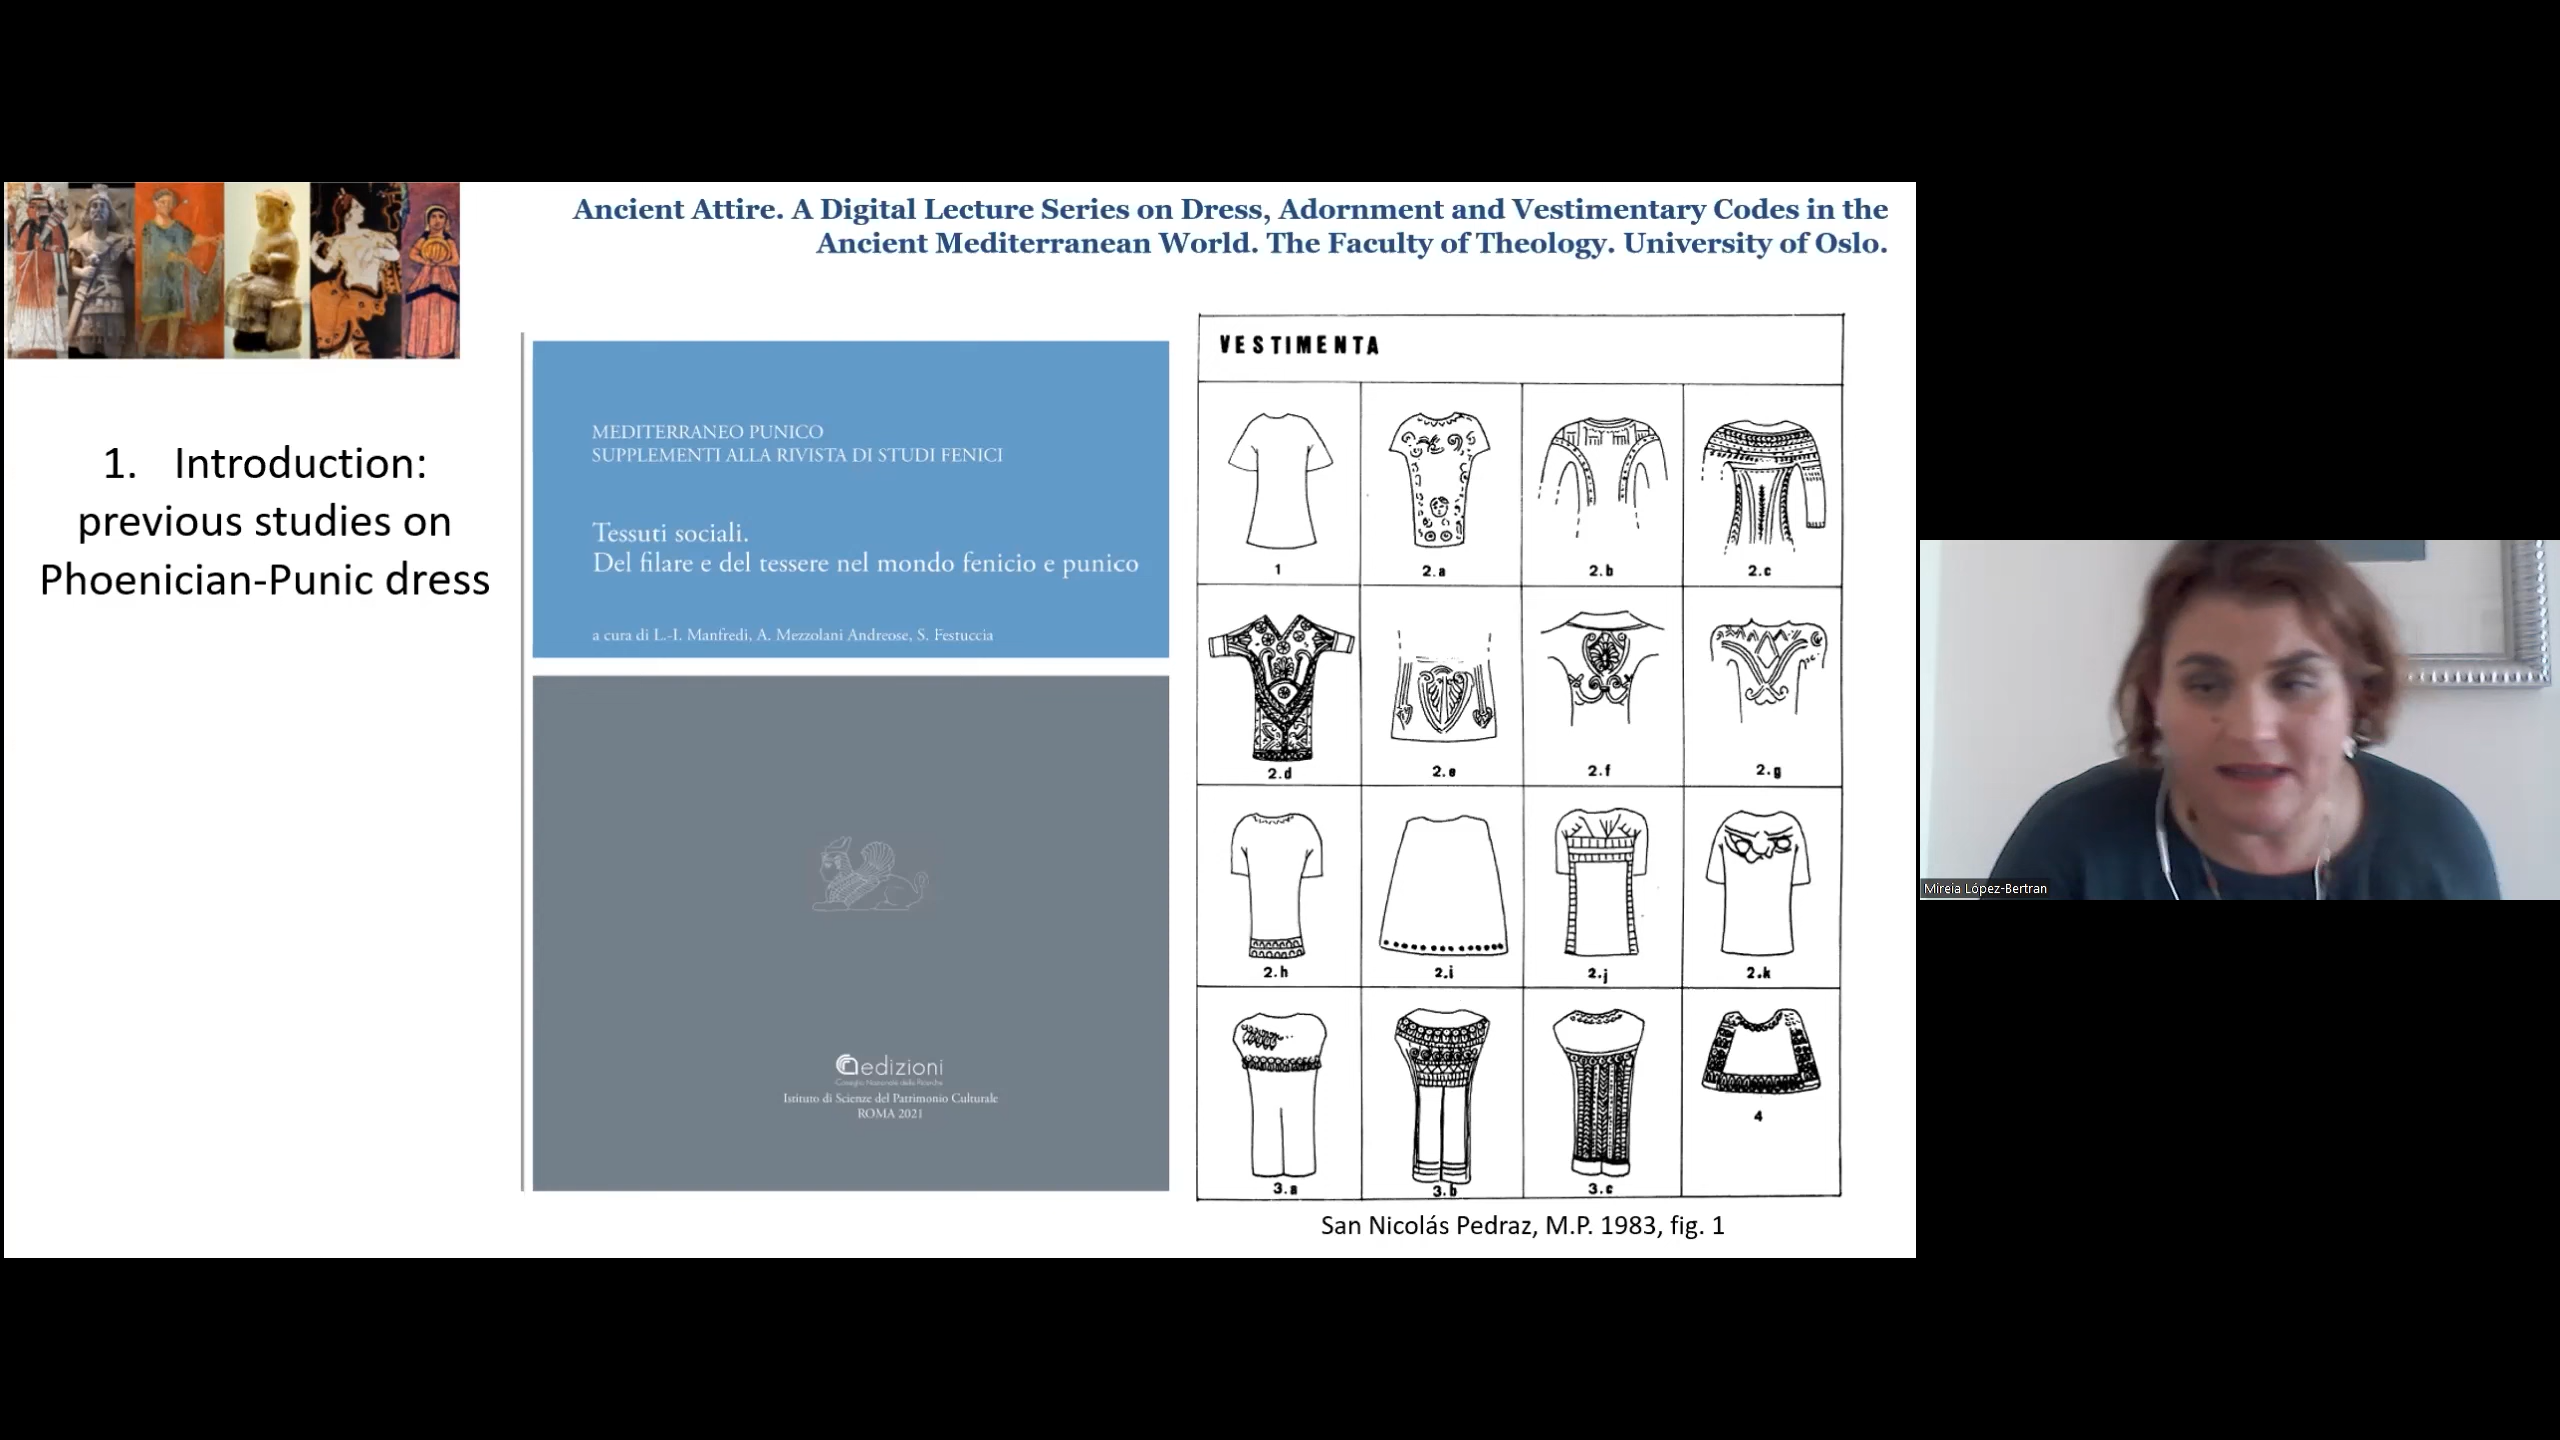 Ancient Attire. A Digital Lecture Series on Dress, Adornment and Vestimentary Codes in the
Ancient Mediterranean World. The Faculty of Theology. University of Oslo.
1. Introduction:
previous studies on
Phoenician-Punic dress
MEDITERRANEO PUNICO
SUPPLEMENTI ALLA RIVISTA DI STUDI FENICI
Tessuti sociali.
Del filare e del tessere nel mondo fenicio e punico
a cura di L.-I. Manfredi, A. Mezzolani Andreose, S. Festuccia
edizioni
Consiglio Nazionale delle Ricerche
Istituto di Scienze del Patrimonio Culturale
ROMA 2021
VESTIMENTA
1 2.a 2.b 2.c
2.d 2.e 2.f 2.g
2.h 2.i 2.j 2.k
3.a 3.b 3.c 4
San Nicolás Pedraz, M.P. 1983, fig. 1
Mireia López-Bertran